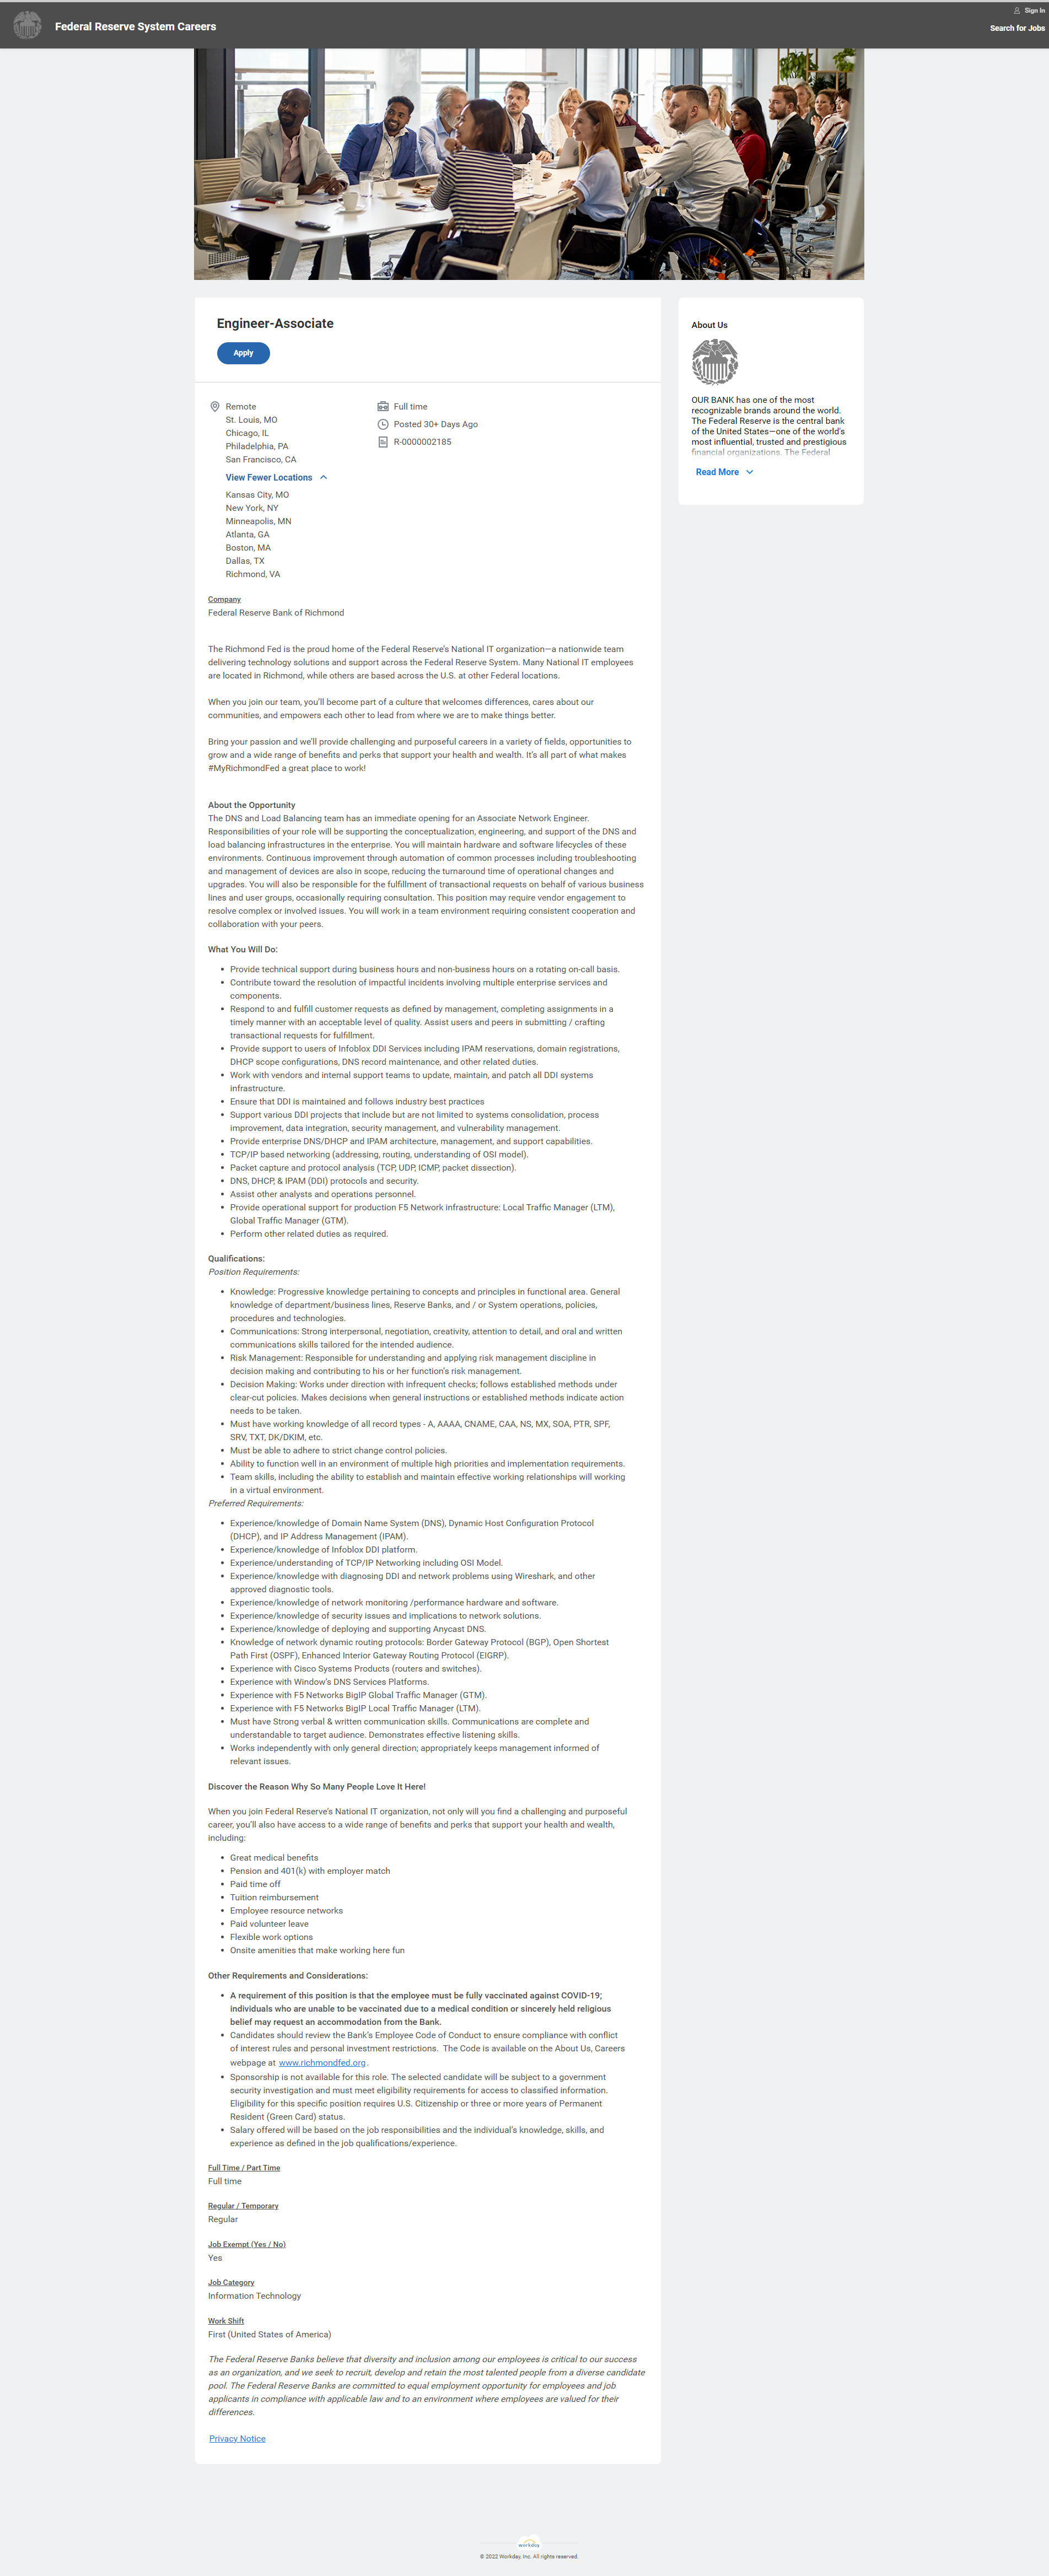 Sign In
Federal Reserve System Careers
Search for Jobs
Engineer-Associate
Apply
Remote
St. Louis, MO
Chicago, IL
Philadelphia, PA
San Francisco, CA
View Fewer Locations
Kansas City, MO
New York, NY
Minneapolis, MN
Atlanta, GA
Boston, MA
Dallas, TX
Richmond, VA
Full time
Posted 30+ Days Ago
R-0000002185
Company
Federal Reserve Bank of Richmond
The Richmond Fed is the proud home of the Federal Reserve's National IT organization—a nationwide team
delivering technology solutions and support across the Federal Reserve System. Many National IT employees
are located in Richmond, while others are based across the U.S. at other Federal locations.
When you join our team, you'll become part of a culture that welcomes differences, cares about our
communities, and empowers each other to lead from where we are to make things better.
Bring your passion and we'll provide challenging and purposeful careers in a variety of fields, opportunities to
grow and a wide range of benefits and perks that support your health and wealth. It's all part of what makes
#MyRichmondFed a great place to work!
About the Opportunity
The DNS and Load Balancing team has an immediate opening for an Associate Network Engineer.
Responsibilities of your role will be supporting the conceptualization, engineering, and support of the DNS and
load balancing infrastructures in the enterprise. You will maintain hardware and software lifecycles of these
environments. Continuous improvement through automation of common processes including troubleshooting
and management of devices are also in scope, reducing the turnaround time of operational changes and
upgrades. You will also be responsible for the fulfillment of transactional requests on behalf of various business
lines and user groups, occasionally requiring consultation. This position may require vendor engagement to
resolve complex or involved issues. You will work in a team environment requiring consistent cooperation and
collaboration with your peers.
What You Will Do:
• Provide technical support during business hours and non-business hours on a rotating on-call basis.
• Contribute toward the resolution of impactful incidents involving multiple enterprise services and
components.
• Respond to and fulfill customer requests as defined by management, completing assignments in a
timely manner with an acceptable level of quality. Assist users and peers in submitting / crafting
transactional requests for fulfillment.
• Provide support to users of Infoblox DDI Services including IPAM reservations, domain registrations,
DHCP scope configurations, DNS record maintenance, and other related duties.
• Work with vendors and internal support teams to update, maintain, and patch all DDI systems
infrastructure.
• Ensure that DDI is maintained and follows industry best practices
• Support various DDI projects that include but are not limited to systems consolidation, process
improvement, data integration, security management, and vulnerability management.
• Provide enterprise DNS/DHCP and IPAM architecture, management, and support capabilities.
• TCP/IP based networking (addressing, routing, understanding of OSI model).
• Packet capture and protocol analysis (TCP, UDP, ICMP, packet dissection).
• DNS, DHCP, & IPAM (DDI) protocols and security.
• Assist other analysts and operations personnel.
• Provide operational support for production F5 Network infrastructure: Local Traffic Manager (LTM),
Global Traffic Manager (GTM).
• Perform other related duties as required.
Qualifications:
Position Requirements:
• Knowledge: Progressive knowledge pertaining to concepts and principles in functional area. General
knowledge of department/business lines, Reserve Banks, and / or System operations, policies,
procedures and technologies.
• Communications: Strong interpersonal, negotiation, creativity, attention to detail, and oral and written
communications skills tailored for the intended audience.
• Risk Management: Responsible for understanding and applying risk management discipline in
decision making and contributing to his or her function's risk management.
• Decision Making: Works under direction with infrequent checks; follows established methods under
clear-cut policies. Makes decisions when general instructions or established methods indicate action
needs to be taken.
• Must have working knowledge of all record types - A, AAAA, CNAME, CAA, NS, MX, SOA, PTR, SPF,
SRV, TXT, DK/DKIM, etc.
• Must be able to adhere to strict change control policies.
• Ability to function well in an environment of multiple high priorities and implementation requirements.
• Team skills, including the ability to establish and maintain effective working relationships will working
in a virtual environment.
Preferred Requirements:
• Experience/knowledge of Domain Name System (DNS), Dynamic Host Configuration Protocol
(DHCP), and IP Address Management (IPAM).
• Experience/knowledge of Infoblox DDI platform.
• Experience/understanding of TCP/IP Networking including OSI Model.
• Experience/knowledge with diagnosing DDI and network problems using Wireshark, and other
approved diagnostic tools.
• Experience/knowledge of network monitoring /performance hardware and software.
• Experience/knowledge of security issues and implications to network solutions.
• Experience/knowledge of deploying and supporting Anycast DNS.
• Knowledge of network dynamic routing protocols: Border Gateway Protocol (BGP), Open Shortest
Path First (OSPF), Enhanced Interior Gateway Routing Protocol (EIGRP).
• Experience with Cisco Systems Products (routers and switches).
• Experience with Window's DNS Services Platforms.
• Experience with F5 Networks BigIP Global Traffic Manager (GTM).
• Experience with F5 Networks BigIP Local Traffic Manager (LTM).
• Must have Strong verbal & written communication skills. Communications are complete and
understandable to target audience. Demonstrates effective listening skills.
• Works independently with only general direction; appropriately keeps management informed of
relevant issues.
Discover the Reason Why So Many People Love It Here!
When you join Federal Reserve's National IT organization, not only will you find a challenging and purposeful
career, you'll also have access to a wide range of benefits and perks that support your health and wealth,
including:
• Great medical benefits
• Pension and 401(k) with employer match
• Paid time off
• Tuition reimbursement
• Employee resource networks
• Paid volunteer leave
• Flexible work options
• Onsite amenities that make working here fun
Other Requirements and Considerations:
• A requirement of this position is that the employee must be fully vaccinated against COVID-19;
individuals who are unable to be vaccinated due to a medical condition or sincerely held religious
belief may request an accommodation from the Bank.
• Candidates should review the Bank's Employee Code of Conduct to ensure compliance with conflict
of interest rules and personal investment restrictions. The Code is available on the About Us, Careers
webpage at www.richmondfed.org.
• Sponsorship is not available for this role. The selected candidate will be subject to a government
security investigation and must meet eligibility requirements for access to classified information.
Eligibility for this specific position requires U.S. Citizenship or three or more years of Permanent
Resident (Green Card) status.
• Salary offered will be based on the job responsibilities and the individual's knowledge, skills, and
experience as defined in the job qualifications/experience.
Full Time / Part Time
Full time
Regular / Temporary
Regular
Job Exempt (Yes / No)
Yes
Job Category
Information Technology
Work Shift
First (United States of America)
The Federal Reserve Banks believe that diversity and inclusion among our employees is critical to our success
as an organization, and we seek to recruit, develop and retain the most talented people from a diverse candidate
pool. The Federal Reserve Banks are committed to equal employment opportunity for employees and job
applicants in compliance with applicable law and to an environment where employees are valued for their
differences.
Privacy Notice
About Us
OUR BANK has one of the most
recognizable brands around the world.
The Federal Reserve is the central bank
of the United States—one of the world's
most influential, trusted and prestigious
financial organizations. The Federal
Read More
workday
© 2022 Workday, Inc. All rights reserved.